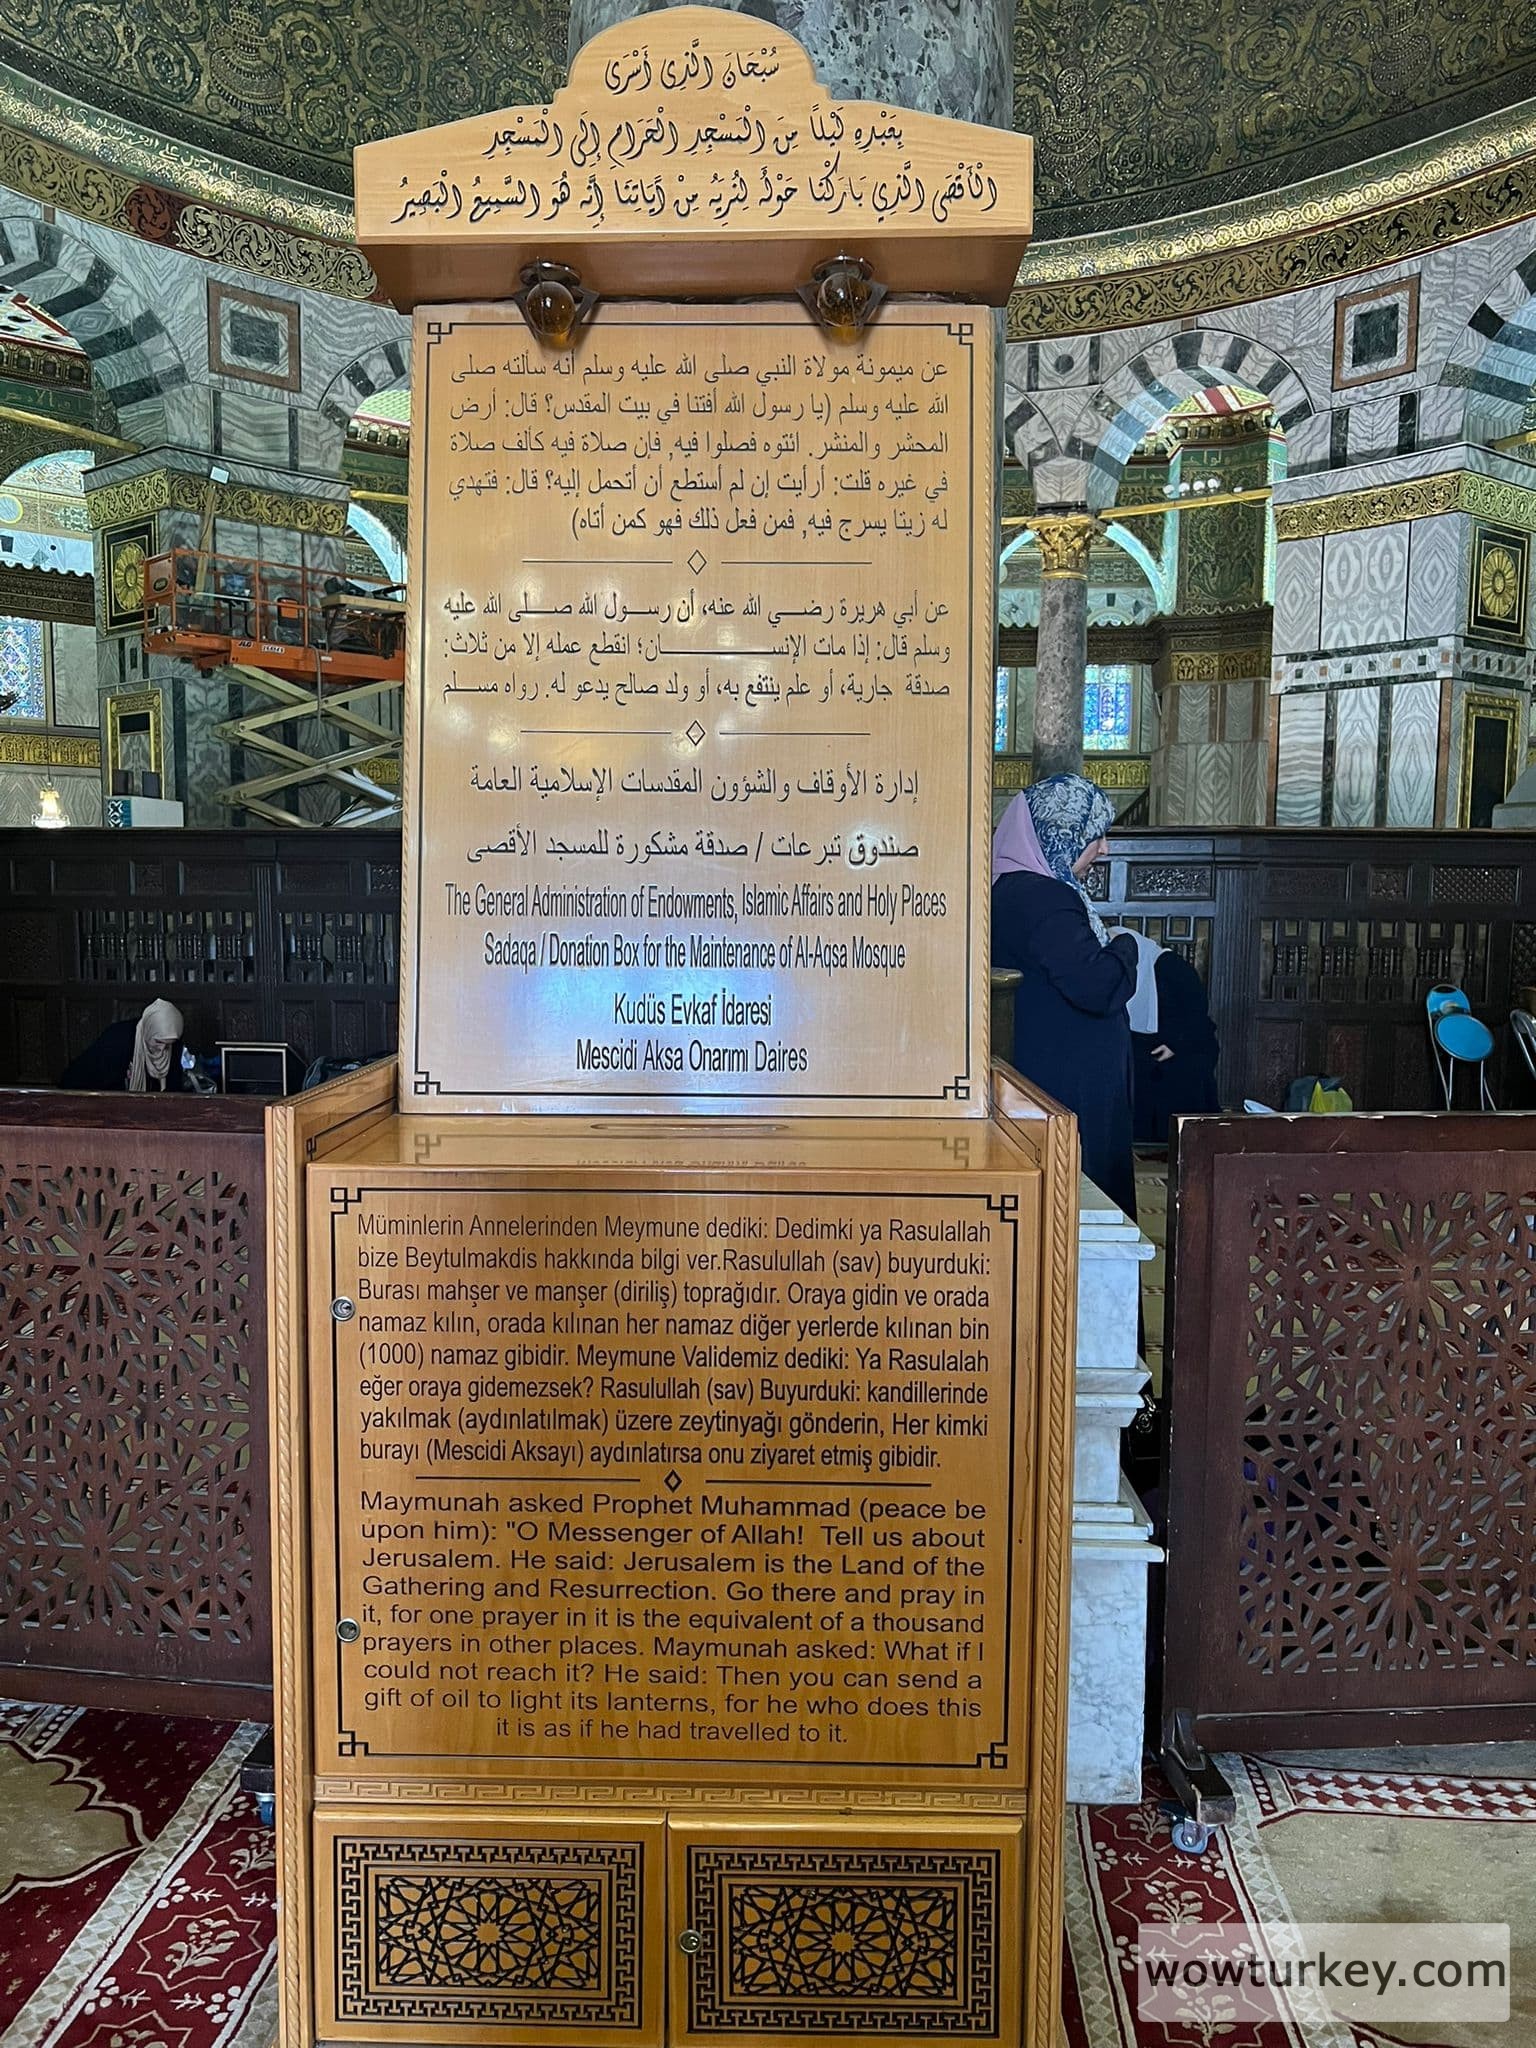 سُبْحَانَ الَّذِي أَسْرَى
بِعَبْدِهِ لَيْلاً مِنَ الْمَسْجِدِ الْحَرَامِ إِلَى الْمَسْجِدِ
الْأَقْصَى الَّذِي بَارَكْنَا حَوْلَهُ لِنُرِيَهُ مِنْ آيَاتِنَا إِنَّه هُوَ السَّمِيعُ الْبَصِيرُ
عن ميمونة مولاة النبي صلى الله عليه وسلم أنه سألته صلى
الله عليه وسلم (يا رسول الله أفتنا في بيت المقدس؟ قال: أرض
المحشر والمنشر. ائتوه فصلوا فيه, فإن صلاة فيه كألف صلاة
في غيره قلت: أرأيت إن لم أستطع أن أتحمل إليه؟ قال: فتهدي
له زيتا يسرج فيه, فمن فعل ذلك فهو كمن أتاه)
عن أبي هريرة رضي الله عنه، أن رسول الله صلى الله عليه
وسلم قال: إذا مات الإنسان؛ انقطع عمله إلا من ثلاث:
صدقة جارية، أو علم ينتفع به، أو ولد صالح يدعو له. رواه مسلم
إدارة الأوقاف والشؤون المقدسات الإسلامية العامة
صندوق تبرعات / صدقة مشكورة للمسجد الأقصى
The General Administration of Endowments, Islamic Affairs and Holy Places
Sadaqa / Donation Box for the Maintenance of Al-Aqsa Mosque
Kudüs Evkaf İdaresi
Mescidi Aksa Onarımı Daires
Müminlerin Annelerinden Meymune dediki: Dedimki ya Rasulallah
bize Beytulmakdis hakkında bilgi ver.Rasulullah (sav) buyurduki:
Burası mahşer ve manşer (diriliş) toprağıdır. Oraya gidin ve orada
namaz kılın, orada kılınan her namaz diğer yerlerde kılınan bin
(1000) namaz gibidir. Meymune Validemiz dediki: Ya Rasulalah
eğer oraya gidemezsek? Rasulullah (sav) Buyurduki: kandillerinde
yakılmak (aydınlatılmak) üzere zeytinyağı gönderin, Her kimki
burayı (Mescidi Aksayı) aydınlatırsa onu ziyaret etmiş gibidir.
Maymunah asked Prophet Muhammad (peace be
upon him): "O Messenger of Allah! Tell us about
Jerusalem. He said: Jerusalem is the Land of the
Gathering and Resurrection. Go there and pray in
it, for one prayer in it is the equivalent of a thousand
prayers in other places. Maymunah asked: What if I
could not reach it? He said: Then you can send a
gift of oil to light its lanterns, for he who does this
it is as if he had travelled to it.
JLG
wowturkey.com